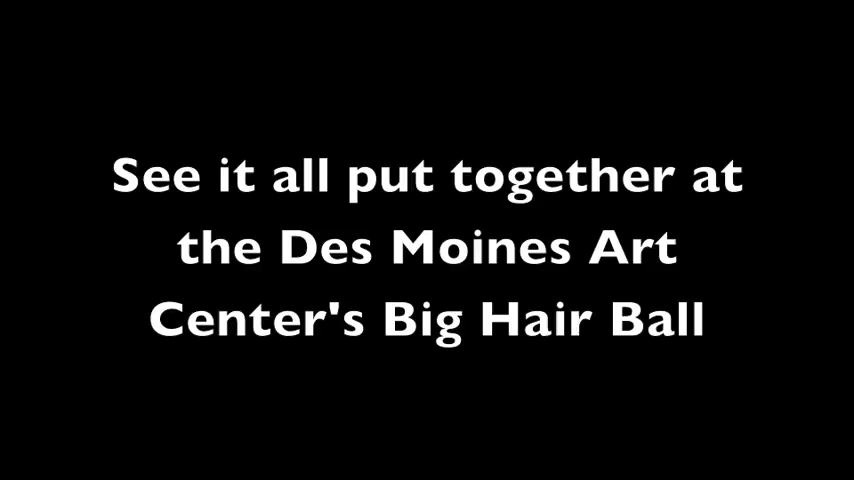 See it all put together at
the Des Moines Art
Center's Big Hair Ball